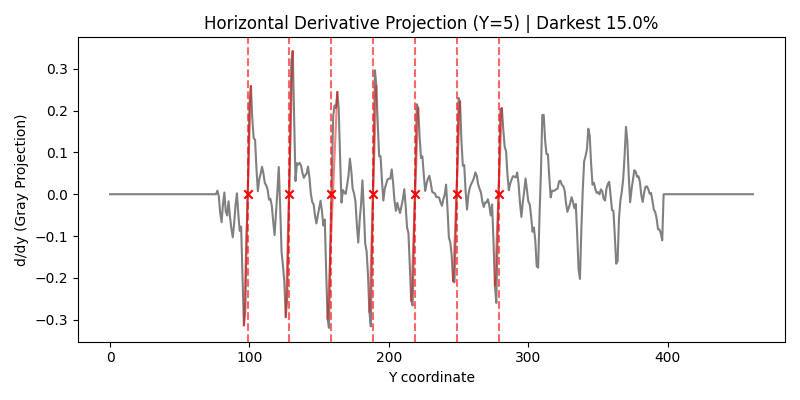 Horizontal Derivative Projection (Y=5) | Darkest 15.0%
d/dy (Gray Projection)
0.3
0.2
0.1
0.0
−0.1
−0.2
−0.3
0 100 200 300 400
Y coordinate